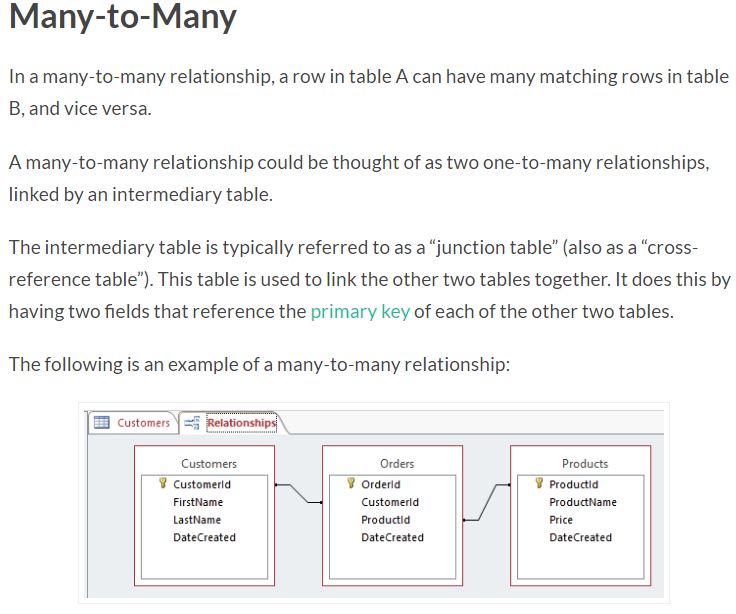 Many-to-Many
In a many-to-many relationship, a row in table A can have many matching rows in table
B, and vice versa.
A many-to-many relationship could be thought of as two one-to-many relationships,
linked by an intermediary table.
The intermediary table is typically referred to as a “junction table” (also as a “cross-
reference table”). This table is used to link the other two tables together. It does this by
having two fields that reference the primary key of each of the other two tables.
The following is an example of a many-to-many relationship:
Customers
Relationships
Customers
CustomerId
FirstName
LastName
DateCreated
Orders
OrderId
CustomerId
ProductId
DateCreated
Products
ProductId
ProductName
Price
DateCreated